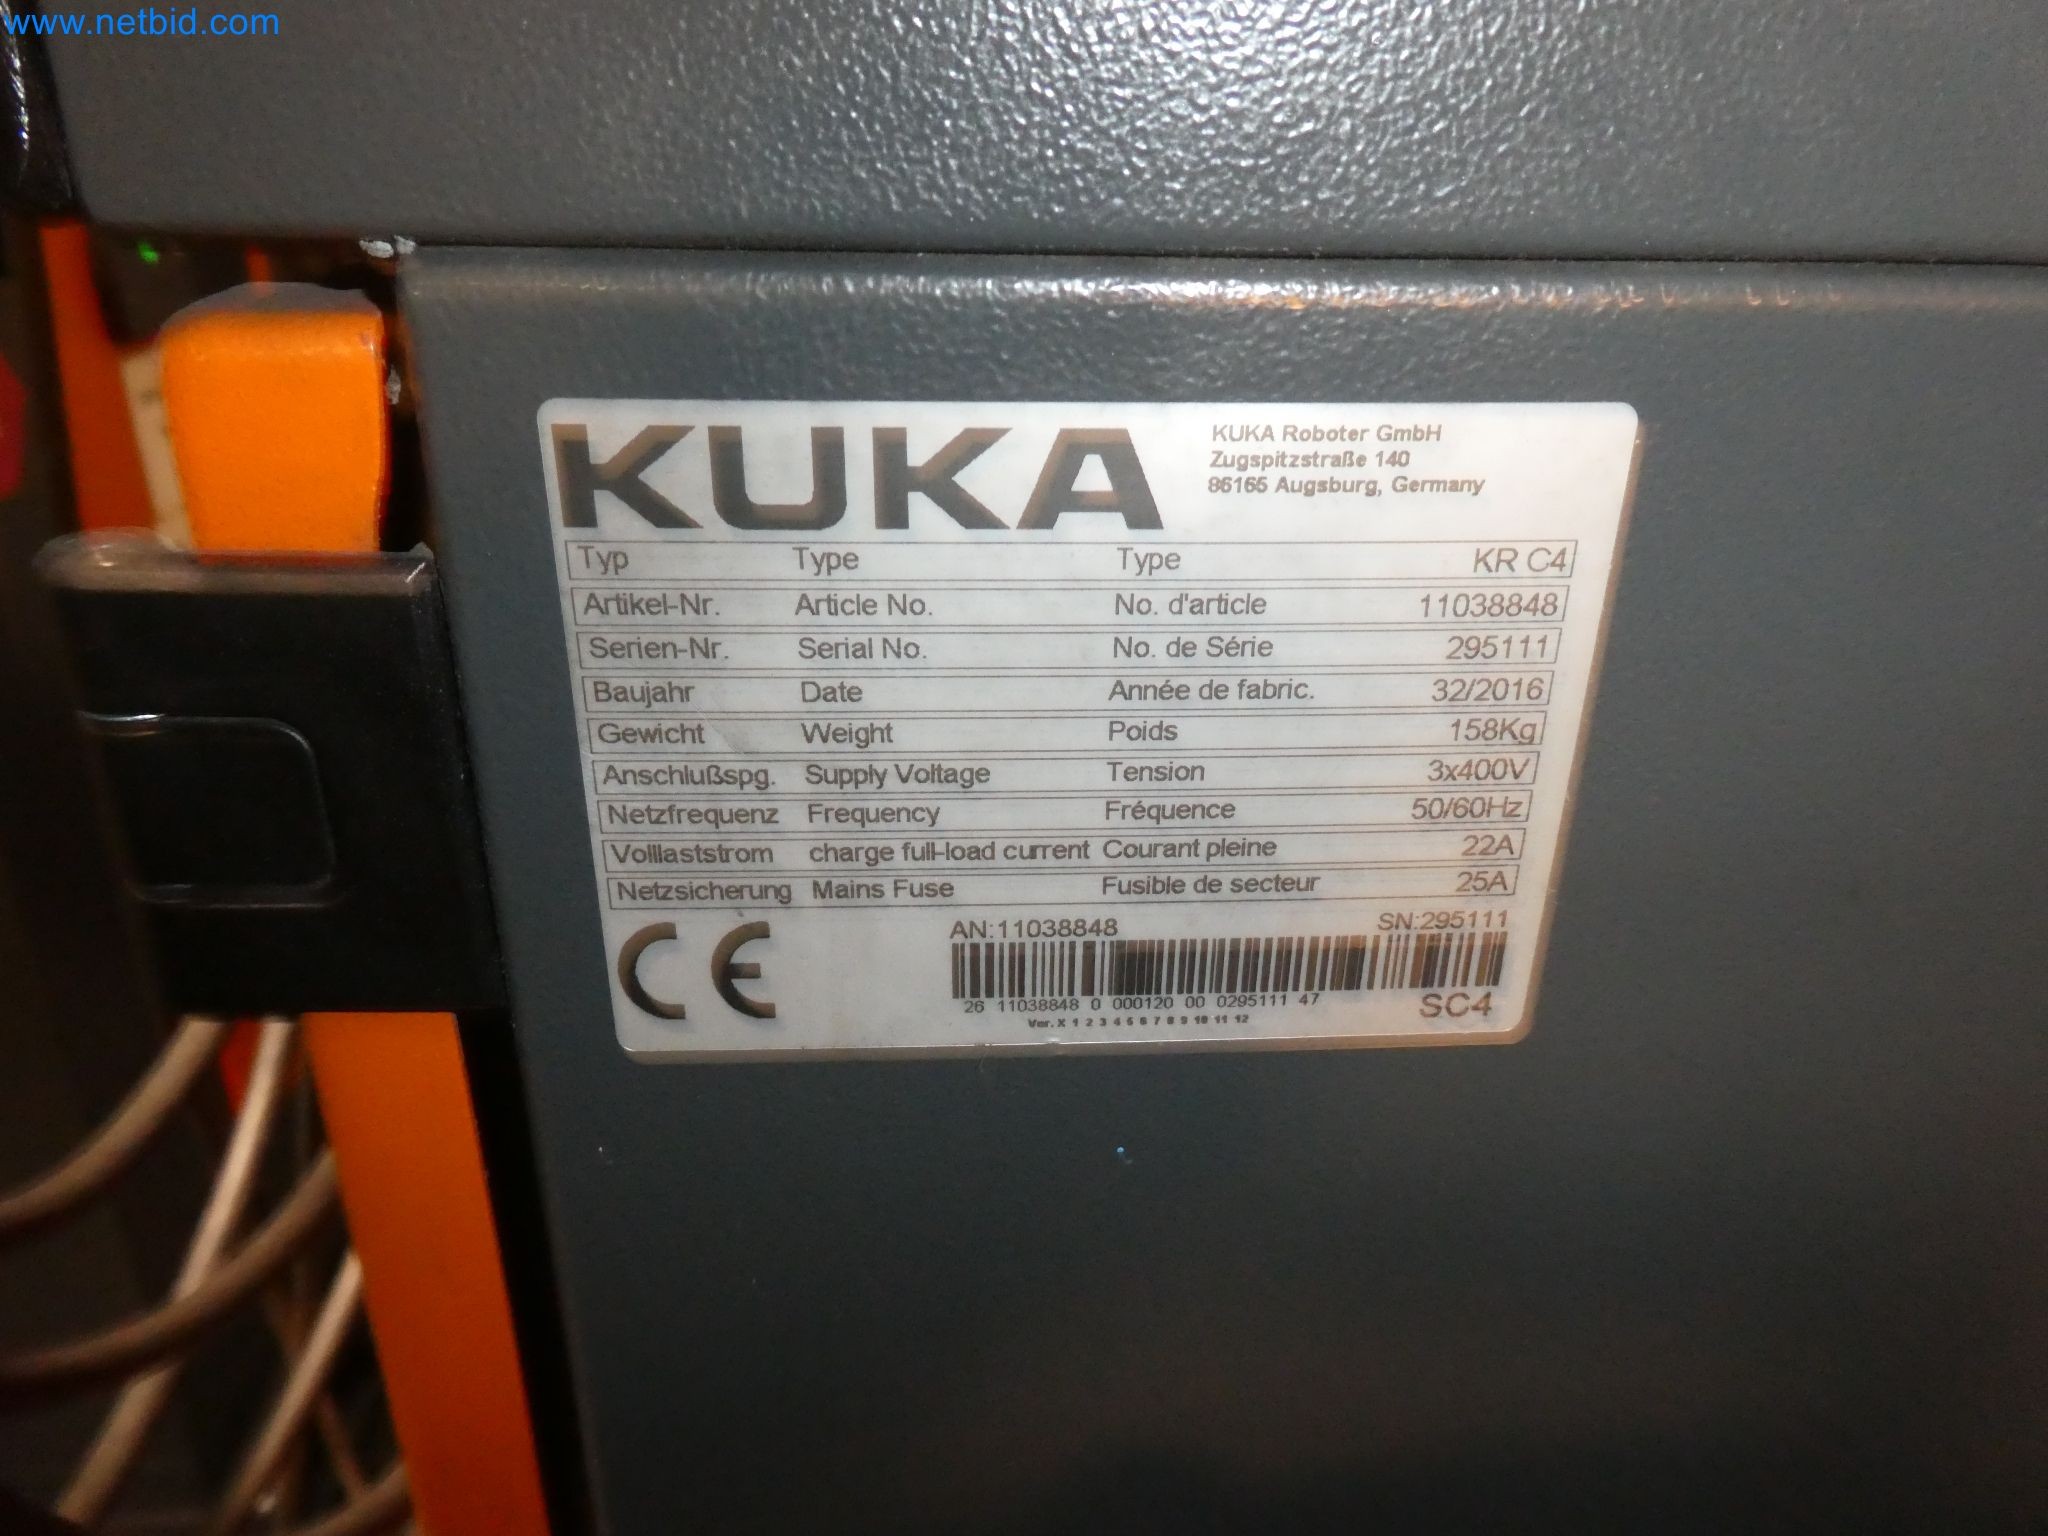 www.netbid.com
KUKA
KUKA Roboter GmbH
Zugspitzstraße 140
86165 Augsburg, Germany
Typ Type Type KR C4
Artikel-Nr. Article No. No. d'article 11038848
Serien-Nr. Serial No. No. de Série 295111
Baujahr Date Année de fabric. 32/2016
Gewicht Weight Poids 158Kg
Anschlußspg. Supply Voltage Tension 3x400V
Netzfrequenz Frequency Fréquence 50/60Hz
Volllaststrom charge full-load current Courant pleine 22A
Netzsicherung Mains Fuse Fusible de secteur 25A
CE
AN:11038848 SN:295111
26 11038848 0 000120 00 0295111 47
SC4
Ver. X 1 2 3 4 5 6 7 8 9 10 11 12